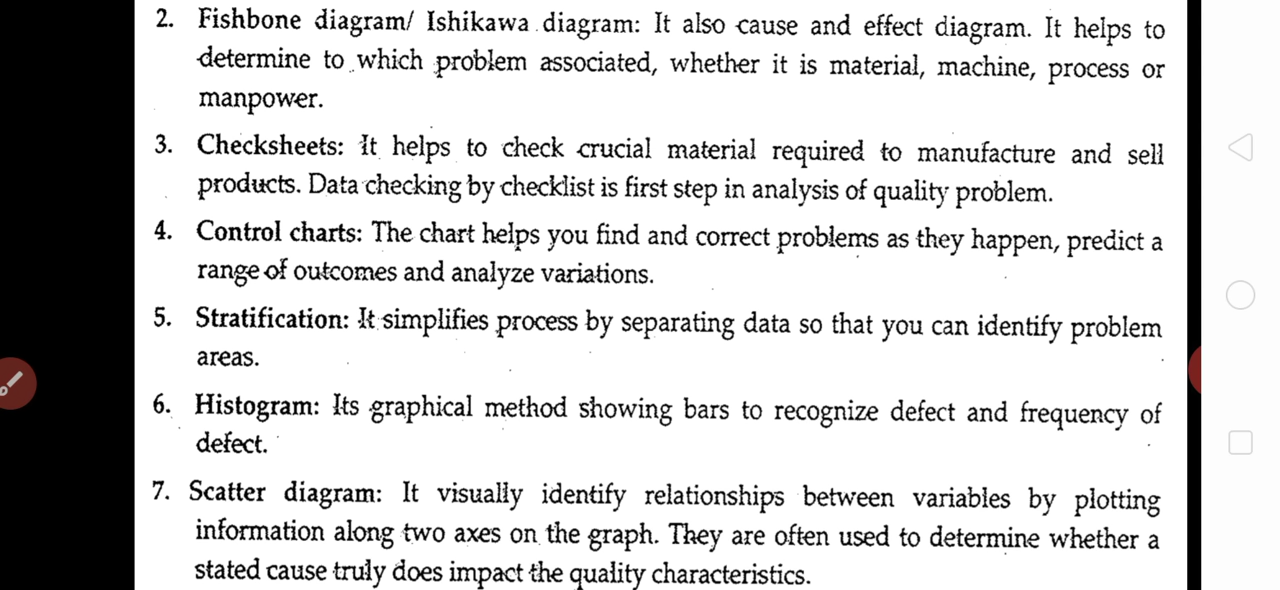 2. Fishbone diagram/ Ishikawa diagram: It also cause and effect diagram. It helps to
determine to which problem associated, whether it is material, machine, process or
manpower.
3. Checksheets: It helps to check crucial material required to manufacture and sell
products. Data checking by checklist is first step in analysis of quality problem.
4. Control charts: The chart helps you find and correct problems as they happen, predict a
range of outcomes and analyze variations.
5. Stratification: It simplifies process by separating data so that you can identify problem
areas.
6. Histogram: Its graphical method showing bars to recognize defect and frequency of
defect.
7. Scatter diagram: It visually identify relationships between variables by plotting
information along two axes on the graph. They are often used to determine whether a
stated cause truly does impact the quality characteristics.